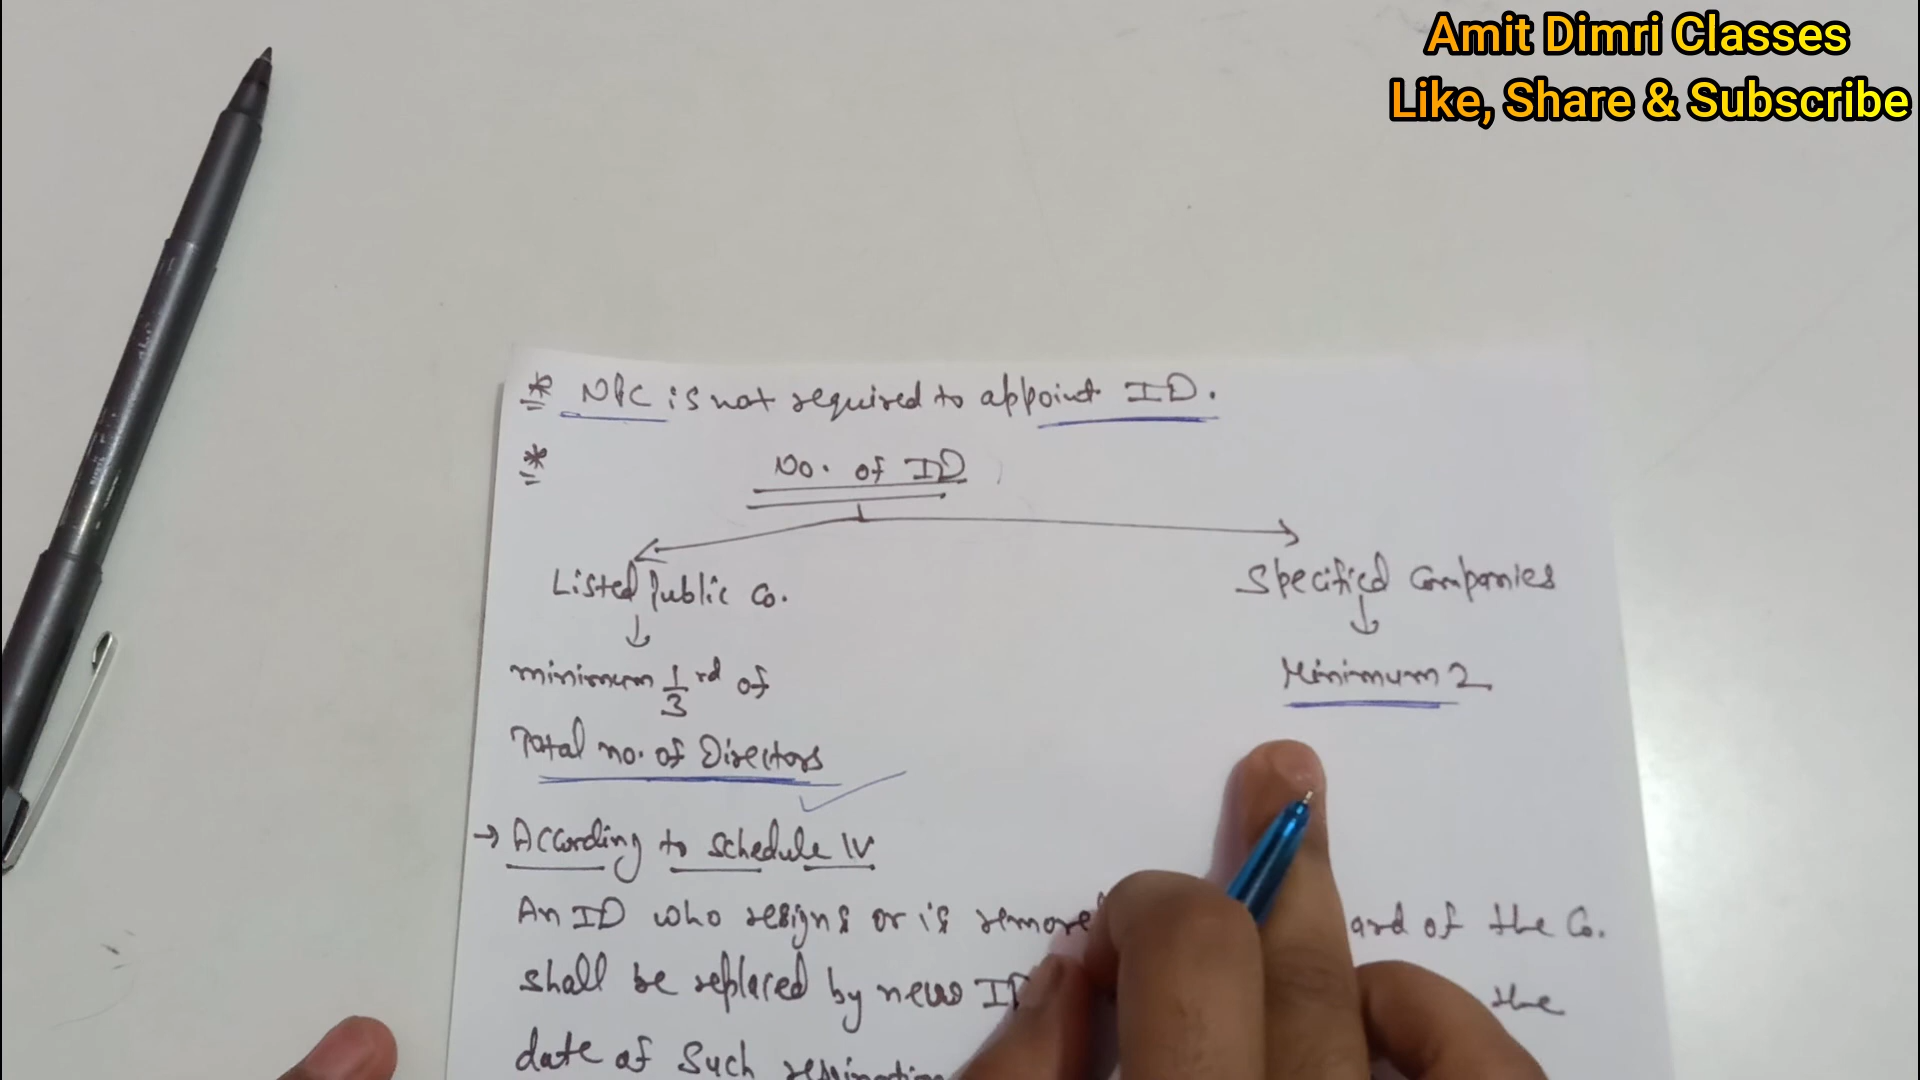 Amit Dimri Classes
Like, Share & Subscribe
* is not required to appoint ID.
* No. of ID
Listed Public Co.
Specified Companies
minimum 1/3 rd of
Total no. of Directors
Minimum 2
→ According to Schedule IV
An ID who resigns or is ard of the Co.
shall be replaced by new the
date of such